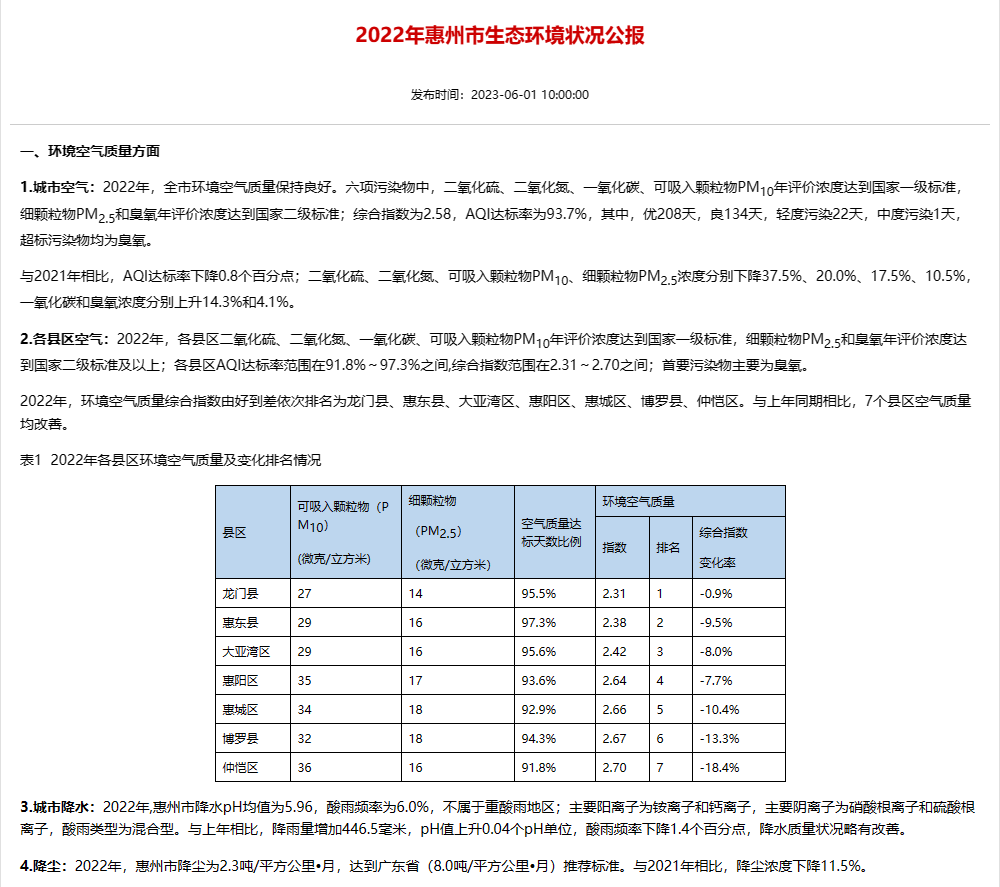 2022年惠州市生态环境状况公报
发布时间：2023-06-01 10:00:00
一、环境空气质量方面
1.城市空气：2022年，全市环境空气质量保持良好。六项污染物中，二氧化硫、二氧化氮、一氧化碳、可吸入颗粒物PM10年评价浓度达到国家一级标准，
细颗粒物PM2.5和臭氧年评价浓度达到国家二级标准；综合指数为2.58，AQI达标率为93.7%，其中，优208天，良134天，轻度污染22天，中度污染1天，
超标污染物均为臭氧。
与2021年相比，AQI达标率下降0.8个百分点；二氧化硫、二氧化氮、可吸入颗粒物PM10、细颗粒物PM2.5浓度分别下降37.5%、20.0%、17.5%、10.5%，
一氧化碳和臭氧浓度分别上升14.3%和4.1%。
2.各县区空气：2022年，各县区二氧化硫、二氧化氮、一氧化碳、可吸入颗粒物PM10年评价浓度达到国家一级标准，细颗粒物PM2.5和臭氧年评价浓度达
到国家二级标准及以上；各县区AQI达标率范围在91.8%～97.3%之间,综合指数范围在2.31～2.70之间；首要污染物主要为臭氧。
2022年，环境空气质量综合指数由好到差依次排名为龙门县、惠东县、大亚湾区、惠阳区、惠城区、博罗县、仲恺区。与上年同期相比，7个县区空气质量
均改善。
表1 2022年各县区环境空气质量及变化排名情况
县区
可吸入颗粒物（P
M10）
(微克/立方米)
细颗粒物
（PM2.5）
（微克/立方米）
空气质量达
标天数比例
环境空气质量
指数
排名
综合指数
变化率
龙门县 27 14 95.5% 2.31 1 -0.9%
惠东县 29 16 97.3% 2.38 2 -9.5%
大亚湾区 29 16 95.6% 2.42 3 -8.0%
惠阳区 35 17 93.6% 2.64 4 -7.7%
惠城区 34 18 92.9% 2.66 5 -10.4%
博罗县 32 18 94.3% 2.67 6 -13.3%
仲恺区 36 16 91.8% 2.70 7 -18.4%
3.城市降水：2022年,惠州市降水pH均值为5.96，酸雨频率为6.0%，不属于重酸雨地区；主要阳离子为铵离子和钙离子，主要阴离子为硝酸根离子和硫酸根
离子，酸雨类型为混合型。与上年相比，降雨量增加446.5毫米，pH值上升0.04个pH单位，酸雨频率下降1.4个百分点，降水质量状况略有改善。
4.降尘：2022年，惠州市降尘为2.3吨/平方公里•月，达到广东省（8.0吨/平方公里•月）推荐标准。与2021年相比，降尘浓度下降11.5%。